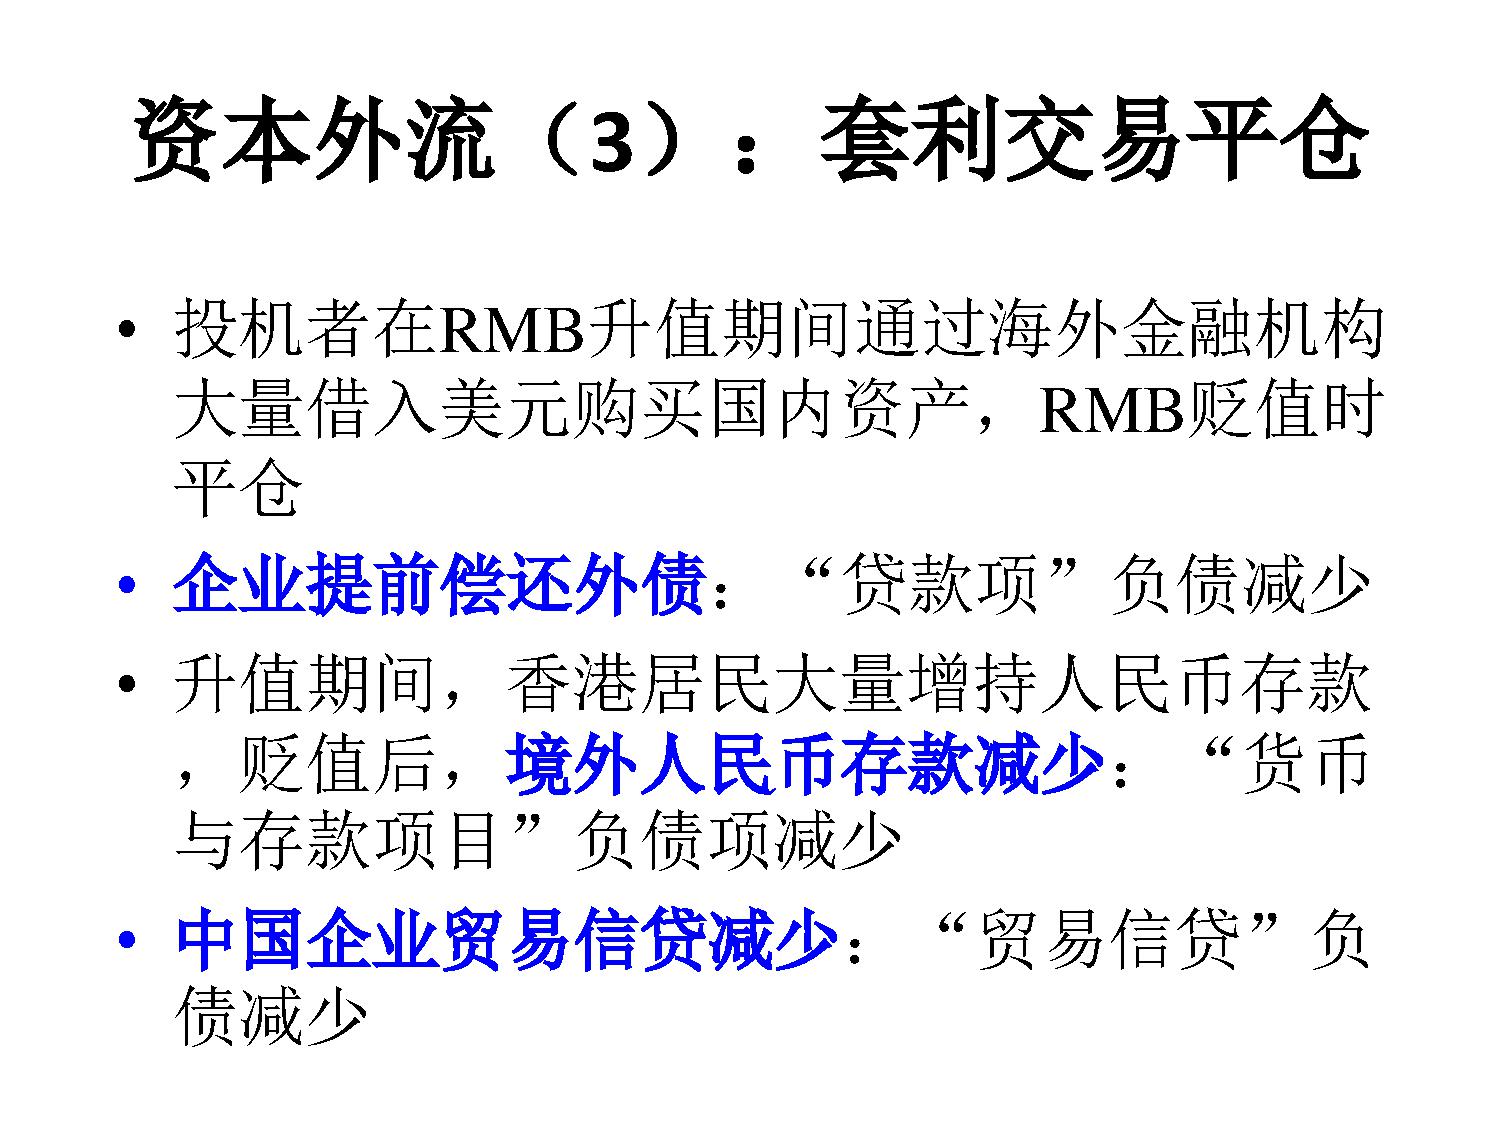 资本外流（3）：套利交易平仓
• 投机者在RMB升值期间通过海外金融机构
大量借入美元购买国内资产，RMB贬值时
平仓
• 企业提前偿还外债：“贷款项”负债减少
• 升值期间，香港居民大量增持人民币存款
，贬值后，境外人民币存款减少：“货币
与存款项目”负债项减少
• 中国企业贸易信贷减少：“贸易信贷”负
债减少